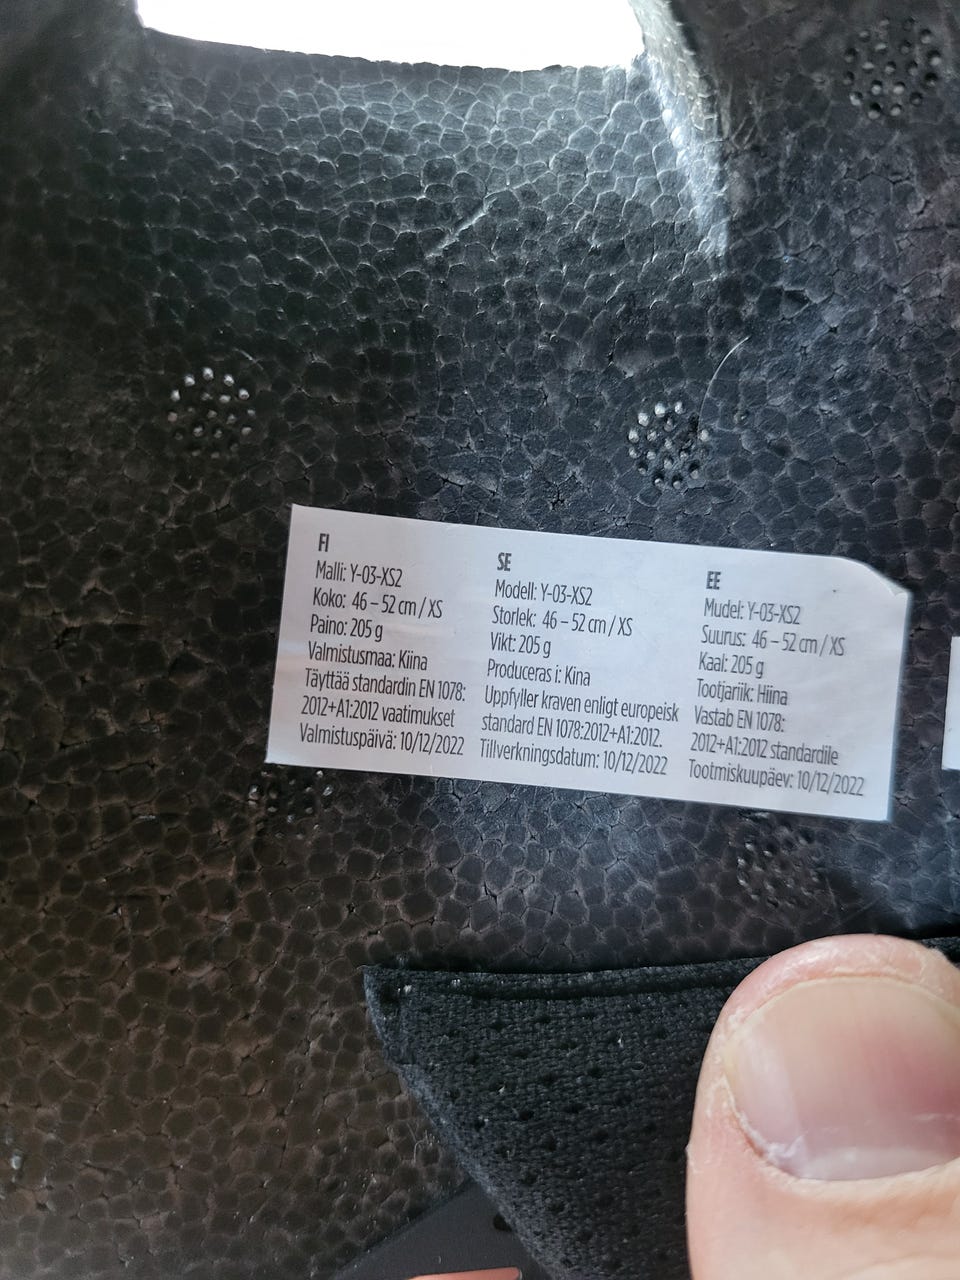 FI
Malli: Y-03-XS2
Koko: 46 – 52 cm / XS
Paino: 205 g
Valmistusmaa: Kiina
Täyttää standardin EN 1078:
2012+A1:2012 vaatimukset
Valmistuspäivä: 10/12/2022
SE
Modell: Y-03-XS2
Storlek: 46 – 52 cm / XS
Vikt: 205 g
Produceras i: Kina
Uppfyller kraven enligt europeisk
standard EN 1078:2012+A1:2012.
Tillverkningsdatum: 10/12/2022
EE
Mudel: Y-03-XS2
Suurus: 46 – 52 cm / XS
Kaal: 205 g
Tootjariik: Hiina
Vastab EN 1078:
2012+A1:2012 standardile
Tootmiskuupäev: 10/12/2022